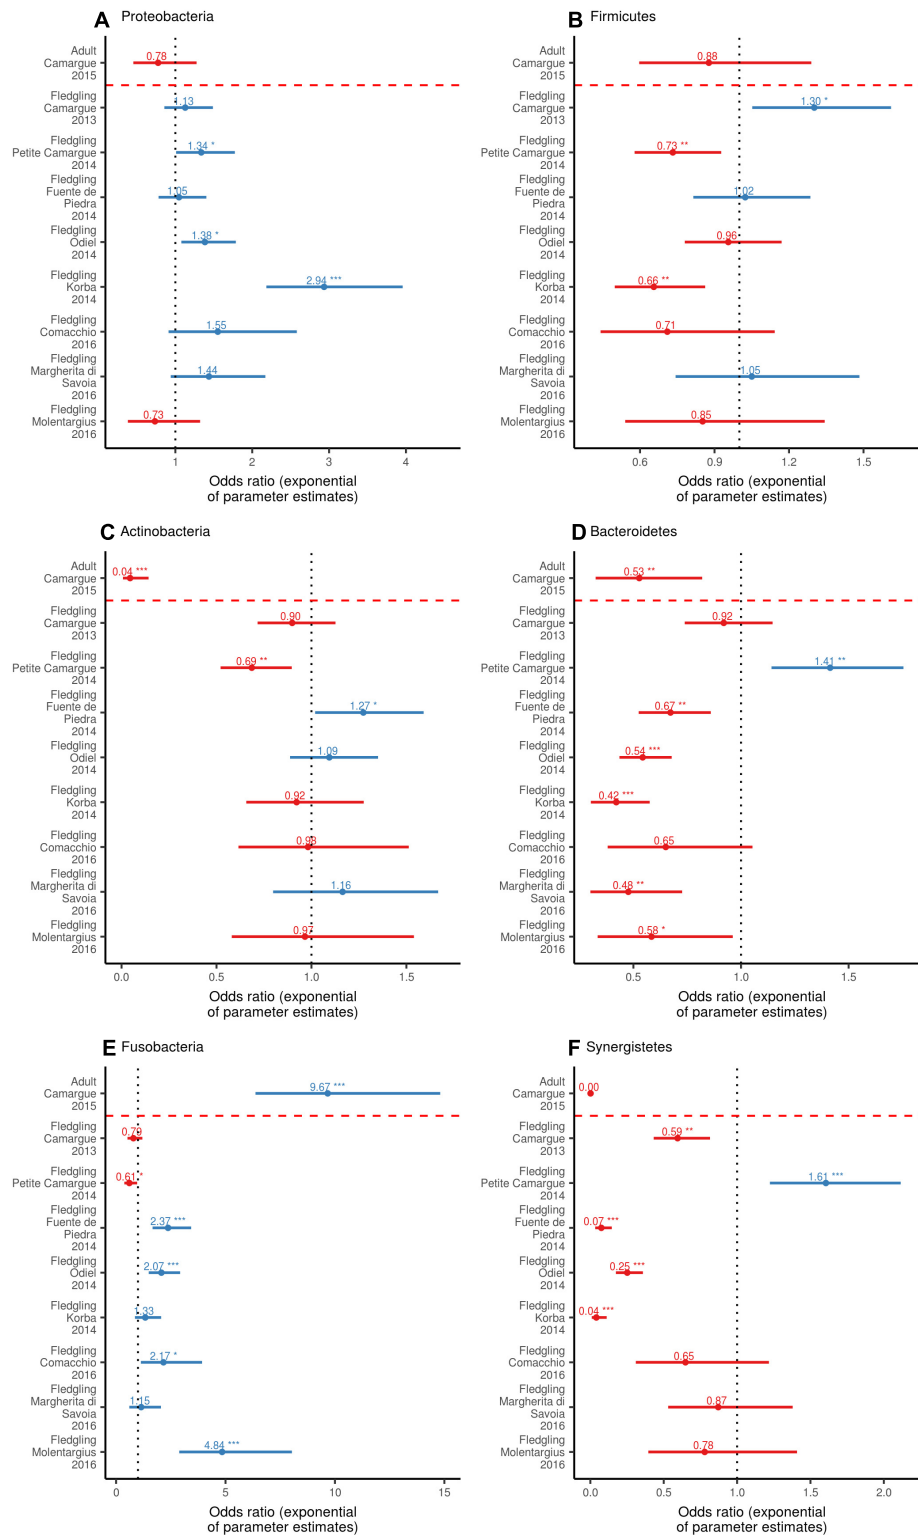 A Proteobacteria
Adult
Camargue
2015
0.78
Fledgling
Camargue
2013
1.13
Fledgling
Petite Camargue
2014
1.34 *
Fledgling
Fuente de
Piedra
2014
1.05
Fledgling
Odiel
2014
1.38 *
Fledgling
Korba
2014
2.94 ***
Fledgling
Comacchio
2016
1.55
Fledgling
Margherita di
Savoia
2016
1.44
Fledgling
Molentargius
2016
0.73
1 2 3 4
Odds ratio (exponential
of parameter estimates)
B Firmicutes
Adult
Camargue
2015
0.88
Fledgling
Camargue
2013
1.30 *
Fledgling
Petite Camargue
2014
0.73 **
Fledgling
Fuente de
Piedra
2014
1.02
Fledgling
Odiel
2014
0.96
Fledgling
Korba
2014
0.66 **
Fledgling
Comacchio
2016
0.71
Fledgling
Margherita di
Savoia
2016
1.05
Fledgling
Molentargius
2016
0.85
0.6 0.9 1.2 1.5
Odds ratio (exponential
of parameter estimates)
C Actinobacteria
Adult
Camargue
2015
0.04 ***
Fledgling
Camargue
2013
0.90
Fledgling
Petite Camargue
2014
0.69 **
Fledgling
Fuente de
Piedra
2014
1.27 *
Fledgling
Odiel
2014
1.09
Fledgling
Korba
2014
0.92
Fledgling
Comacchio
2016
0.98
Fledgling
Margherita di
Savoia
2016
1.16
Fledgling
Molentargius
2016
0.97
0.0 0.5 1.0 1.5
Odds ratio (exponential
of parameter estimates)
D Bacteroidetes
Adult
Camargue
2015
0.53 **
Fledgling
Camargue
2013
0.92
Fledgling
Petite Camargue
2014
1.41 **
Fledgling
Fuente de
Piedra
2014
0.67 **
Fledgling
Odiel
2014
0.54 ***
Fledgling
Korba
2014
0.42 ***
Fledgling
Comacchio
2016
0.65
Fledgling
Margherita di
Savoia
2016
0.48 **
Fledgling
Molentargius
2016
0.58 *
0.5 1.0 1.5
Odds ratio (exponential
of parameter estimates)
E Fusobacteria
Adult
Camargue
2015
9.67 ***
Fledgling
Camargue
2013
0.79
Fledgling
Petite Camargue
2014
0.61 *
Fledgling
Fuente de
Piedra
2014
2.37 ***
Fledgling
Odiel
2014
2.07 ***
Fledgling
Korba
2014
1.33
Fledgling
Comacchio
2016
2.17 *
Fledgling
Margherita di
Savoia
2016
1.15
Fledgling
Molentargius
2016
4.84 ***
0 5 10 15
Odds ratio (exponential
of parameter estimates)
F Synergistetes
Adult
Camargue
2015
0.00
Fledgling
Camargue
2013
0.59 **
Fledgling
Petite Camargue
2014
1.61 ***
Fledgling
Fuente de
Piedra
2014
0.07 ***
Fledgling
Odiel
2014
0.25 ***
Fledgling
Korba
2014
0.04 ***
Fledgling
Comacchio
2016
0.65
Fledgling
Margherita di
Savoia
2016
0.87
Fledgling
Molentargius
2016
0.78
0.0 0.5 1.0 1.5 2.0
Odds ratio (exponential
of parameter estimates)